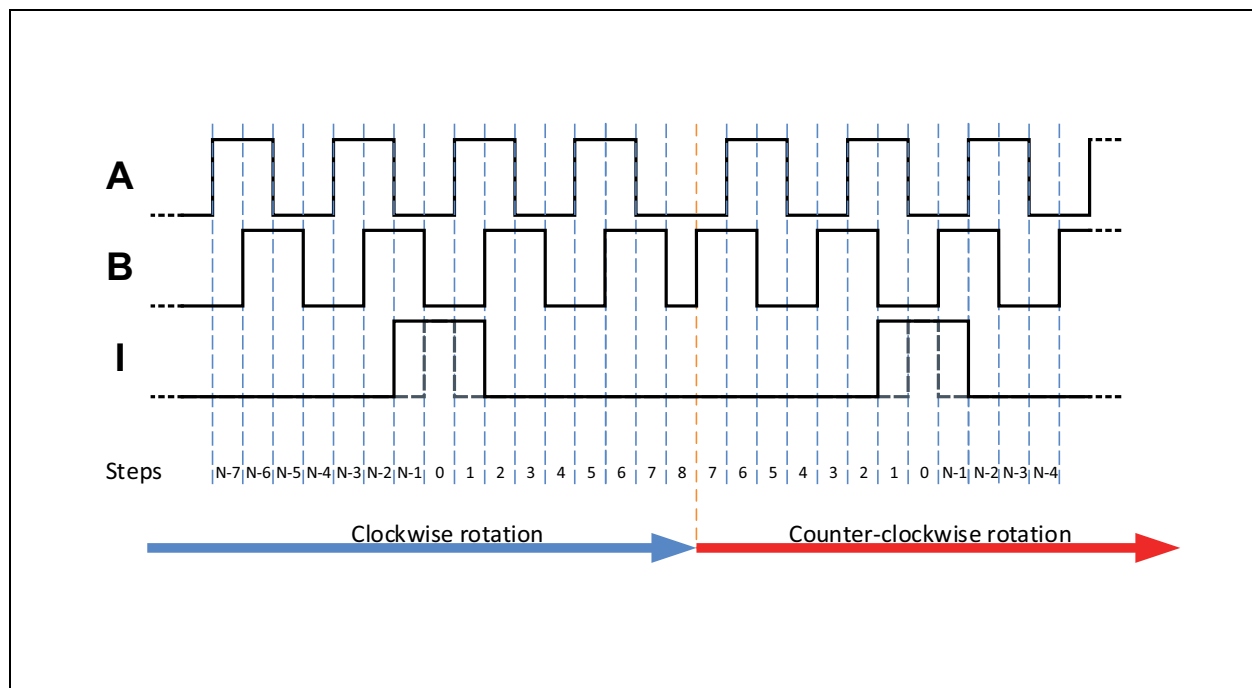 A
B
I
Steps N-7 N-6 N-5 N-4 N-3 N-2 N-1 0 1 2 3 4 5 6 7 8 7 6 5 4 3 2 1 0 N-1 N-2 N-3 N-4
Clockwise rotation Counter-clockwise rotation